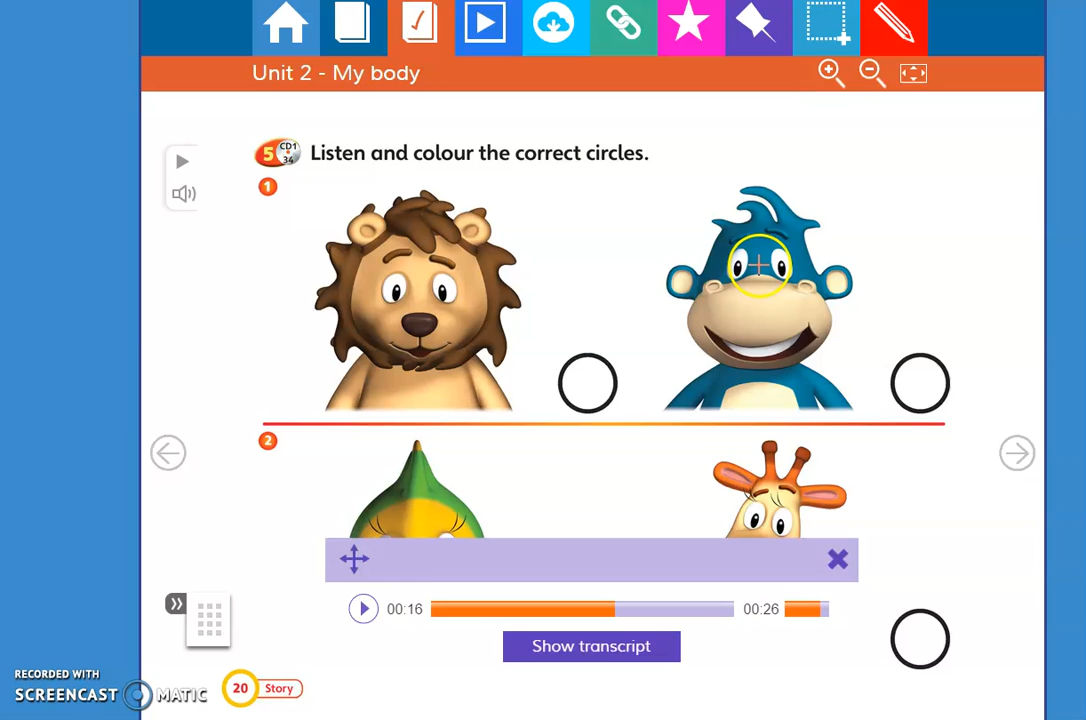 Unit 2 - My body
5 CD1 34 Listen and colour the correct circles.
1
2
00:16 00:26
Show transcript
RECORDED WITH
SCREENCAST MATIC
20 Story